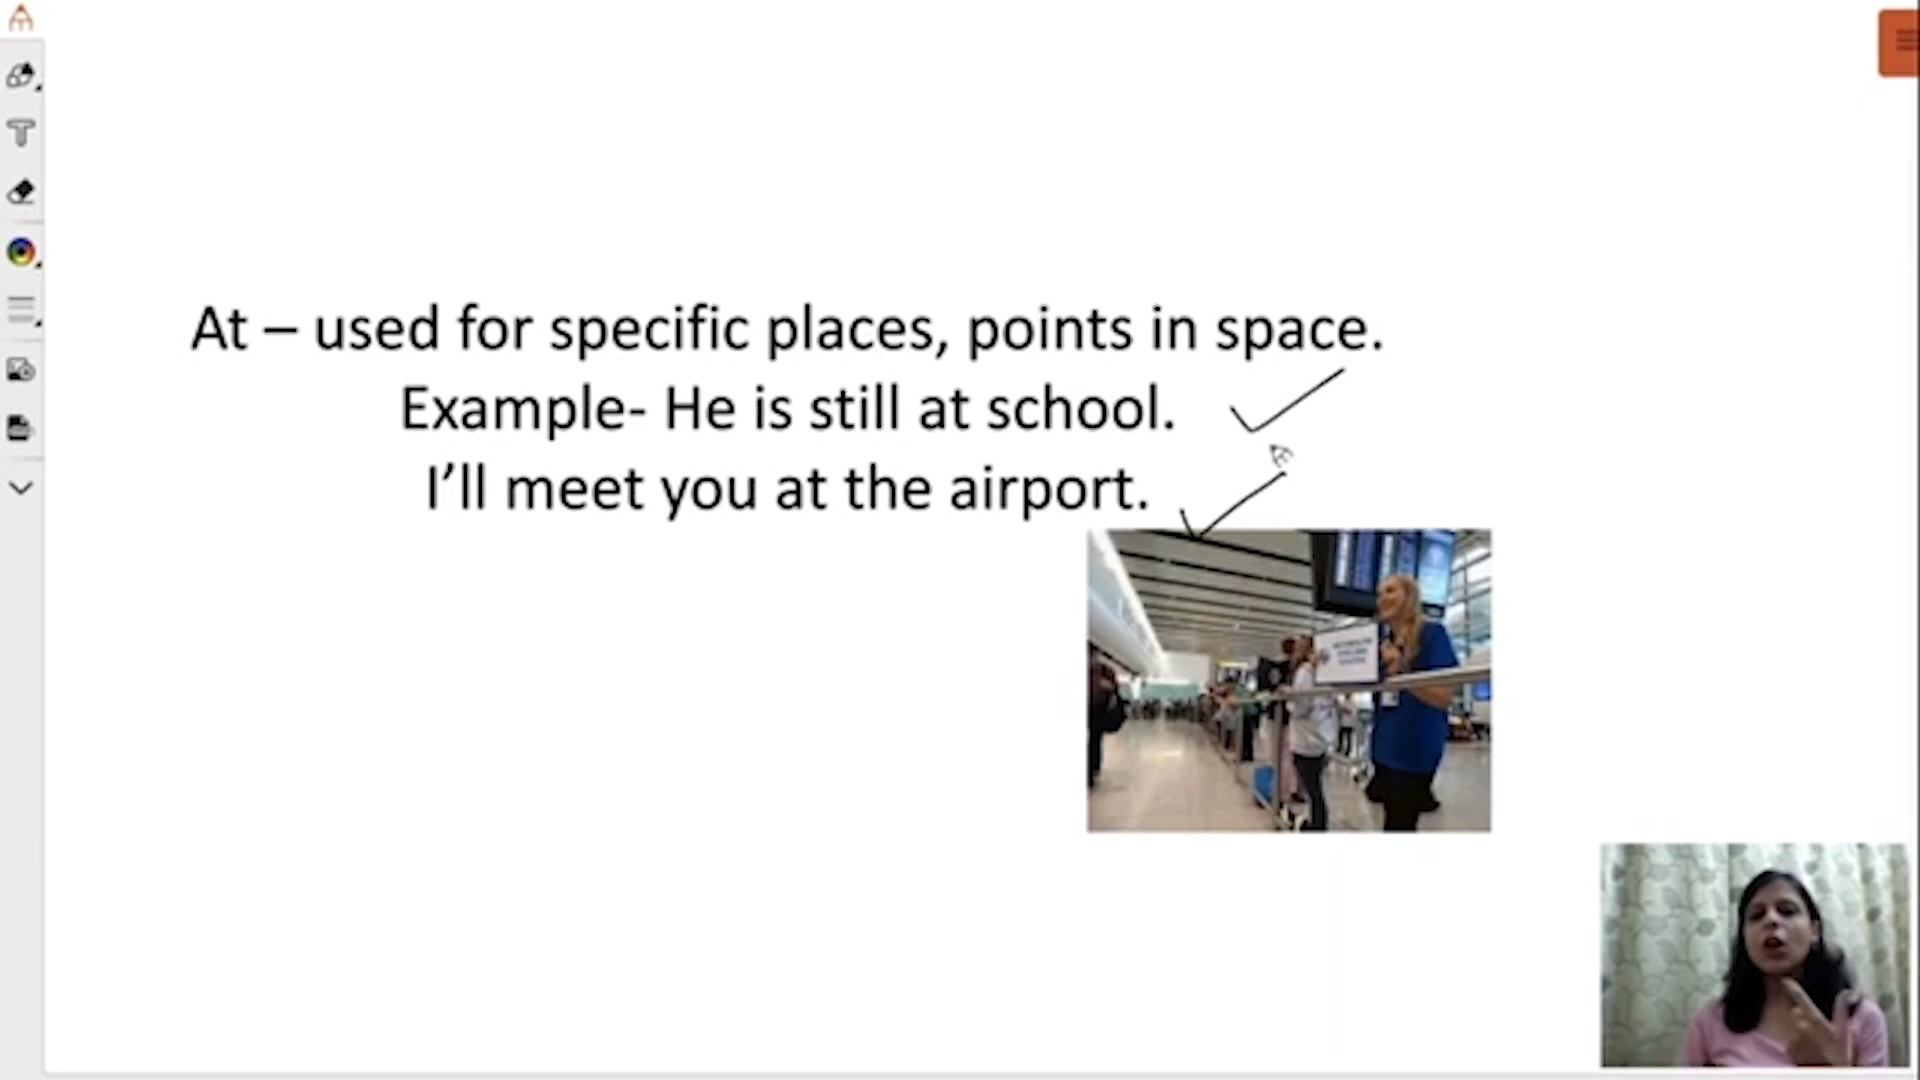 At – used for specific places, points in space.
Example- He is still at school.
I’ll meet you at the airport.